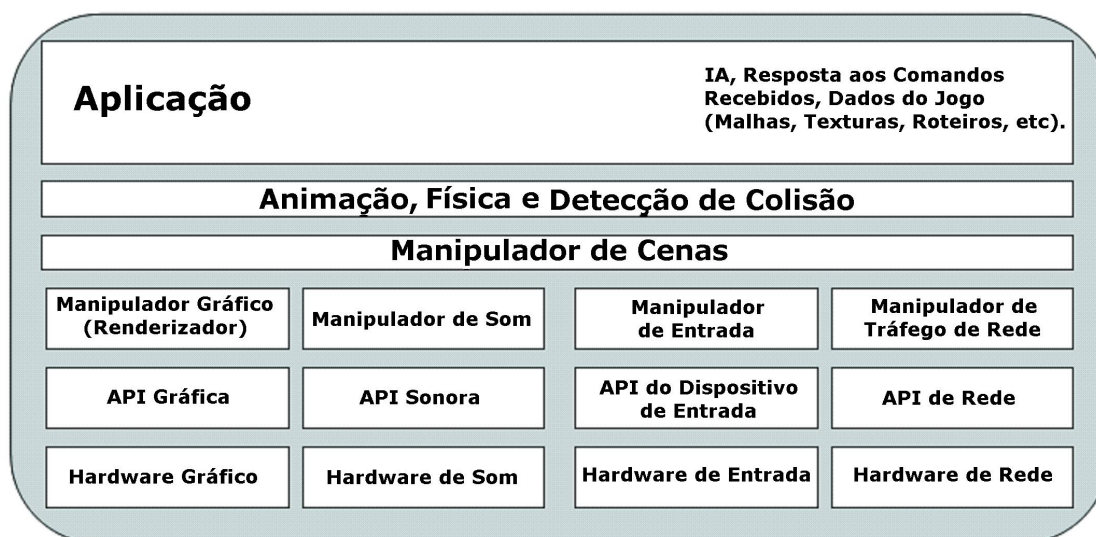 Aplicação
IA, Resposta aos Comandos
Recebidos, Dados do Jogo
(Malhas, Texturas, Roteiros, etc).
Animação, Física e Detecção de Colisão
Manipulador de Cenas
Manipulador Gráfico
(Renderizador)
Manipulador de Som
Manipulador
de Entrada
Manipulador de
Tráfego de Rede
API Gráfica
API Sonora
API do Dispositivo
de Entrada
API de Rede
Hardware Gráfico
Hardware de Som
Hardware de Entrada
Hardware de Rede